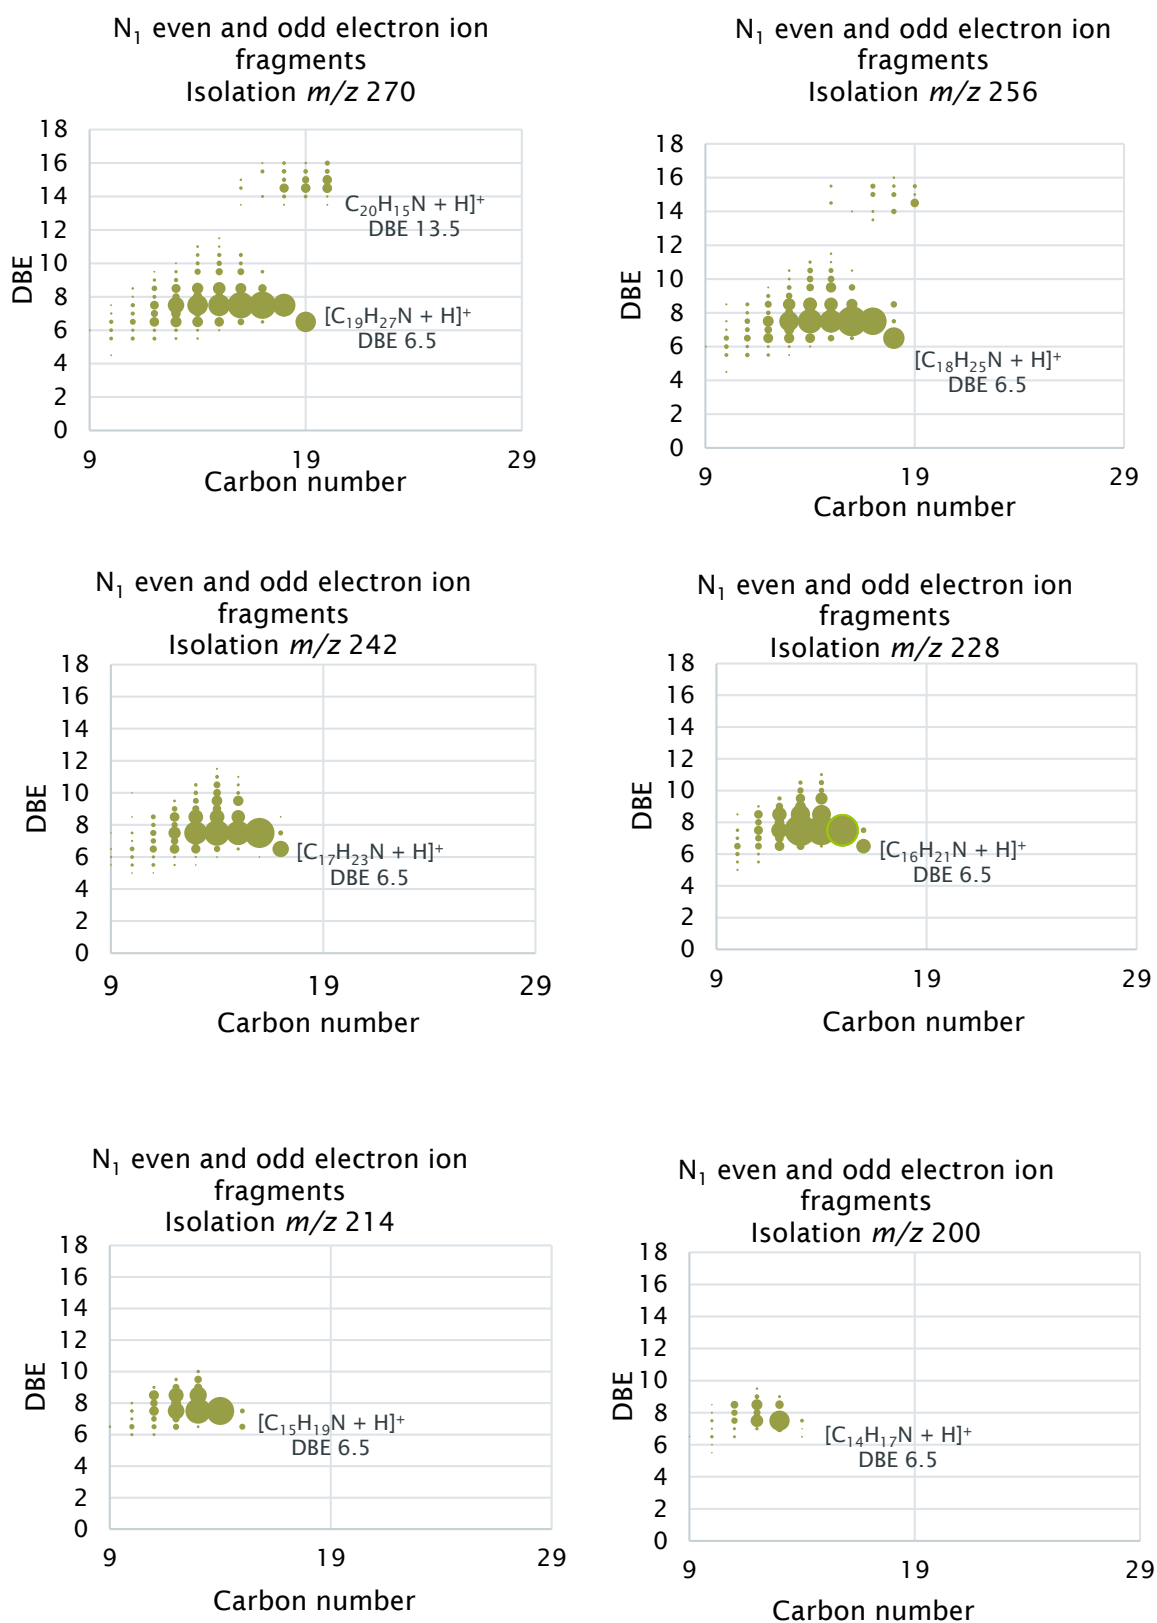 N₁ even and odd electron ion
fragments
Isolation m/z 270
18
16
14
12
10
8
6
4
2
0
DBE
C₂₀H₁₅N + H]⁺
DBE 13.5
[C₁₉H₂₇N + H]⁺
DBE 6.5
9
19
29
Carbon number
N₁ even and odd electron ion
fragments
Isolation m/z 256
18
16
14
12
10
8
6
4
2
0
DBE
[C₁₈H₂₅N + H]⁺
DBE 6.5
9
19
29
Carbon number
N₁ even and odd electron ion
fragments
Isolation m/z 242
18
16
14
12
10
8
6
4
2
0
DBE
[C₁₇H₂₃N + H]⁺
DBE 6.5
9
19
29
Carbon number
N₁ even and odd electron ion
fragments
Isolation m/z 228
18
16
14
12
10
8
6
4
2
0
DBE
[C₁₆H₂₁N + H]⁺
DBE 6.5
9
19
29
Carbon number
N₁ even and odd electron ion
fragments
Isolation m/z 214
18
16
14
12
10
8
6
4
2
0
DBE
[C₁₅H₁₉N + H]⁺
DBE 6.5
9
19
29
Carbon number
N₁ even and odd electron ion
fragments
Isolation m/z 200
18
16
14
12
10
8
6
4
2
0
DBE
[C₁₄H₁₇N + H]⁺
DBE 6.5
9
19
29
Carbon number